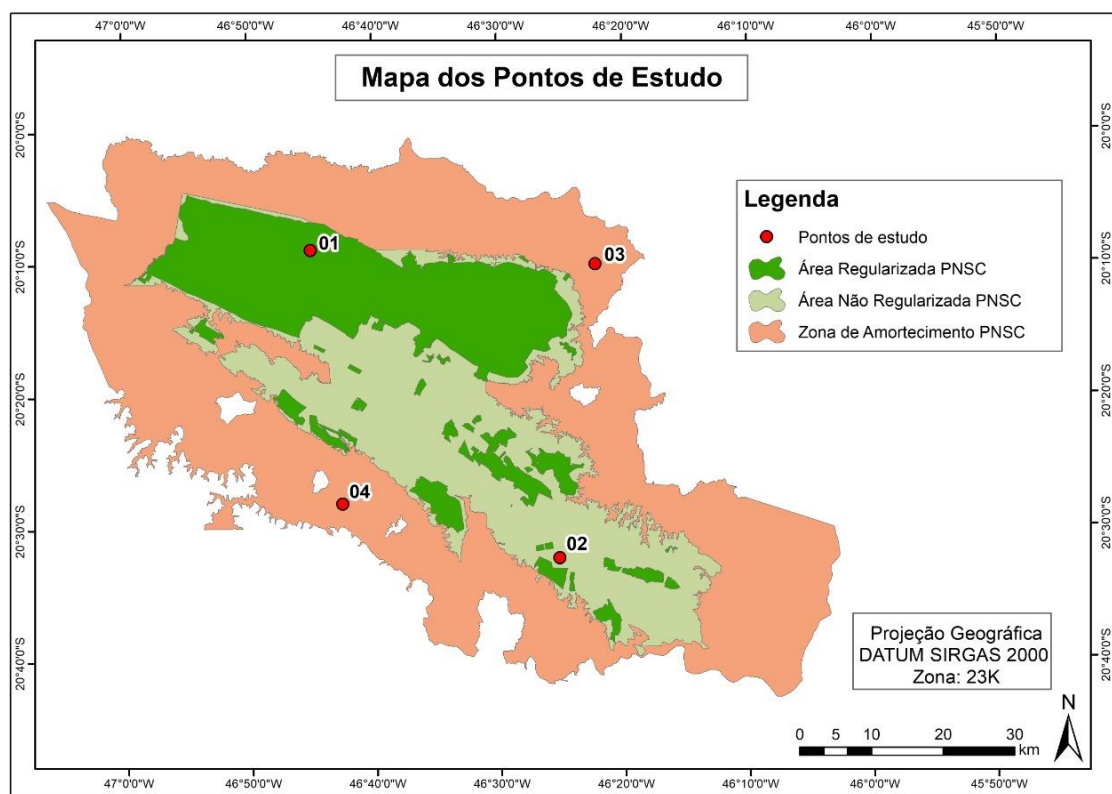 47°0'0"W 46°50'0"W 46°40'0"W 46°30'0"W 46°20'0"W 46°10'0"W 46°0'0"W 45°50'0"W
Mapa dos Pontos de Estudo
20°0'0"S 20°0'0"S
Legenda
Pontos de estudo
Área Regularizada PNSC
Área Não Regularizada PNSC
Zona de Amortecimento PNSC
01
03
20°10'0"S 20°10'0"S
20°20'0"S 20°20'0"S
04
20°30'0"S 20°30'0"S
02
Projeção Geográfica
DATUM SIRGAS 2000
Zona: 23K
20°40'0"S 20°40'0"S
N
0 5 10 20 30
km
47°0'0"W 46°50'0"W 46°40'0"W 46°30'0"W 46°20'0"W 46°10'0"W 46°0'0"W 45°50'0"W